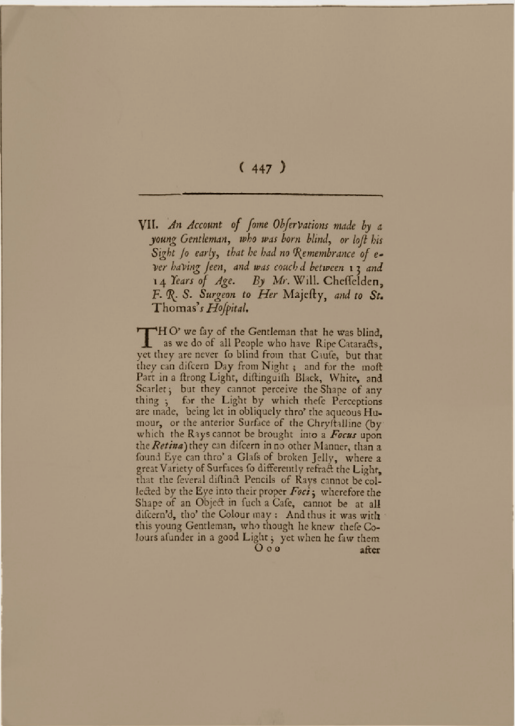 ( 447 )
VII. An Account of ſome Obſervations made by a
young Gentleman, who was born blind, or loſt his
Sight ſo early, that he had no Remembrance of e-
ver having ſeen, and was couch'd between 13 and
14 Years of Age. By Mr. Will. Cheſſelden,
F. R. S. Surgeon to Her Majeſty, and to St.
Thomas's Hoſpital.
THO' we ſay of the Gentleman that he was blind,
as we do of all People who have Ripe Cataracts,
yet they are never ſo blind from that Cauſe, but that
they can diſcern Day from Night ; and for the moſt
Part in a ſtrong Light, diſtinguiſh Black, White, and
Scarlet ; but they cannot perceive the Shape of any
thing ; for the Light by which theſe Perceptions
are made, being let in obliquely thro' the aqueous Hu-
mour, or the anterior Surface of the Chryſtalline (by
which the Rays cannot be brought into a Focus upon
the Retina) they can diſcern in no other Manner, than a
ſound Eye can thro' a Glaſs of broken Jelly, where a
great Variety of Surfaces ſo differently refract the Light,
that the ſeveral diſtinct Pencils of Rays cannot be col-
lected by the Eye into their proper Foci ; wherefore the
Shape of an Object in ſuch a Caſe, cannot be at all
diſcern'd, tho' the Colour may : And thus it was with
this young Gentleman, who though he knew theſe Co-
lours aſunder in a good Light ; yet when he ſaw them
O o o after